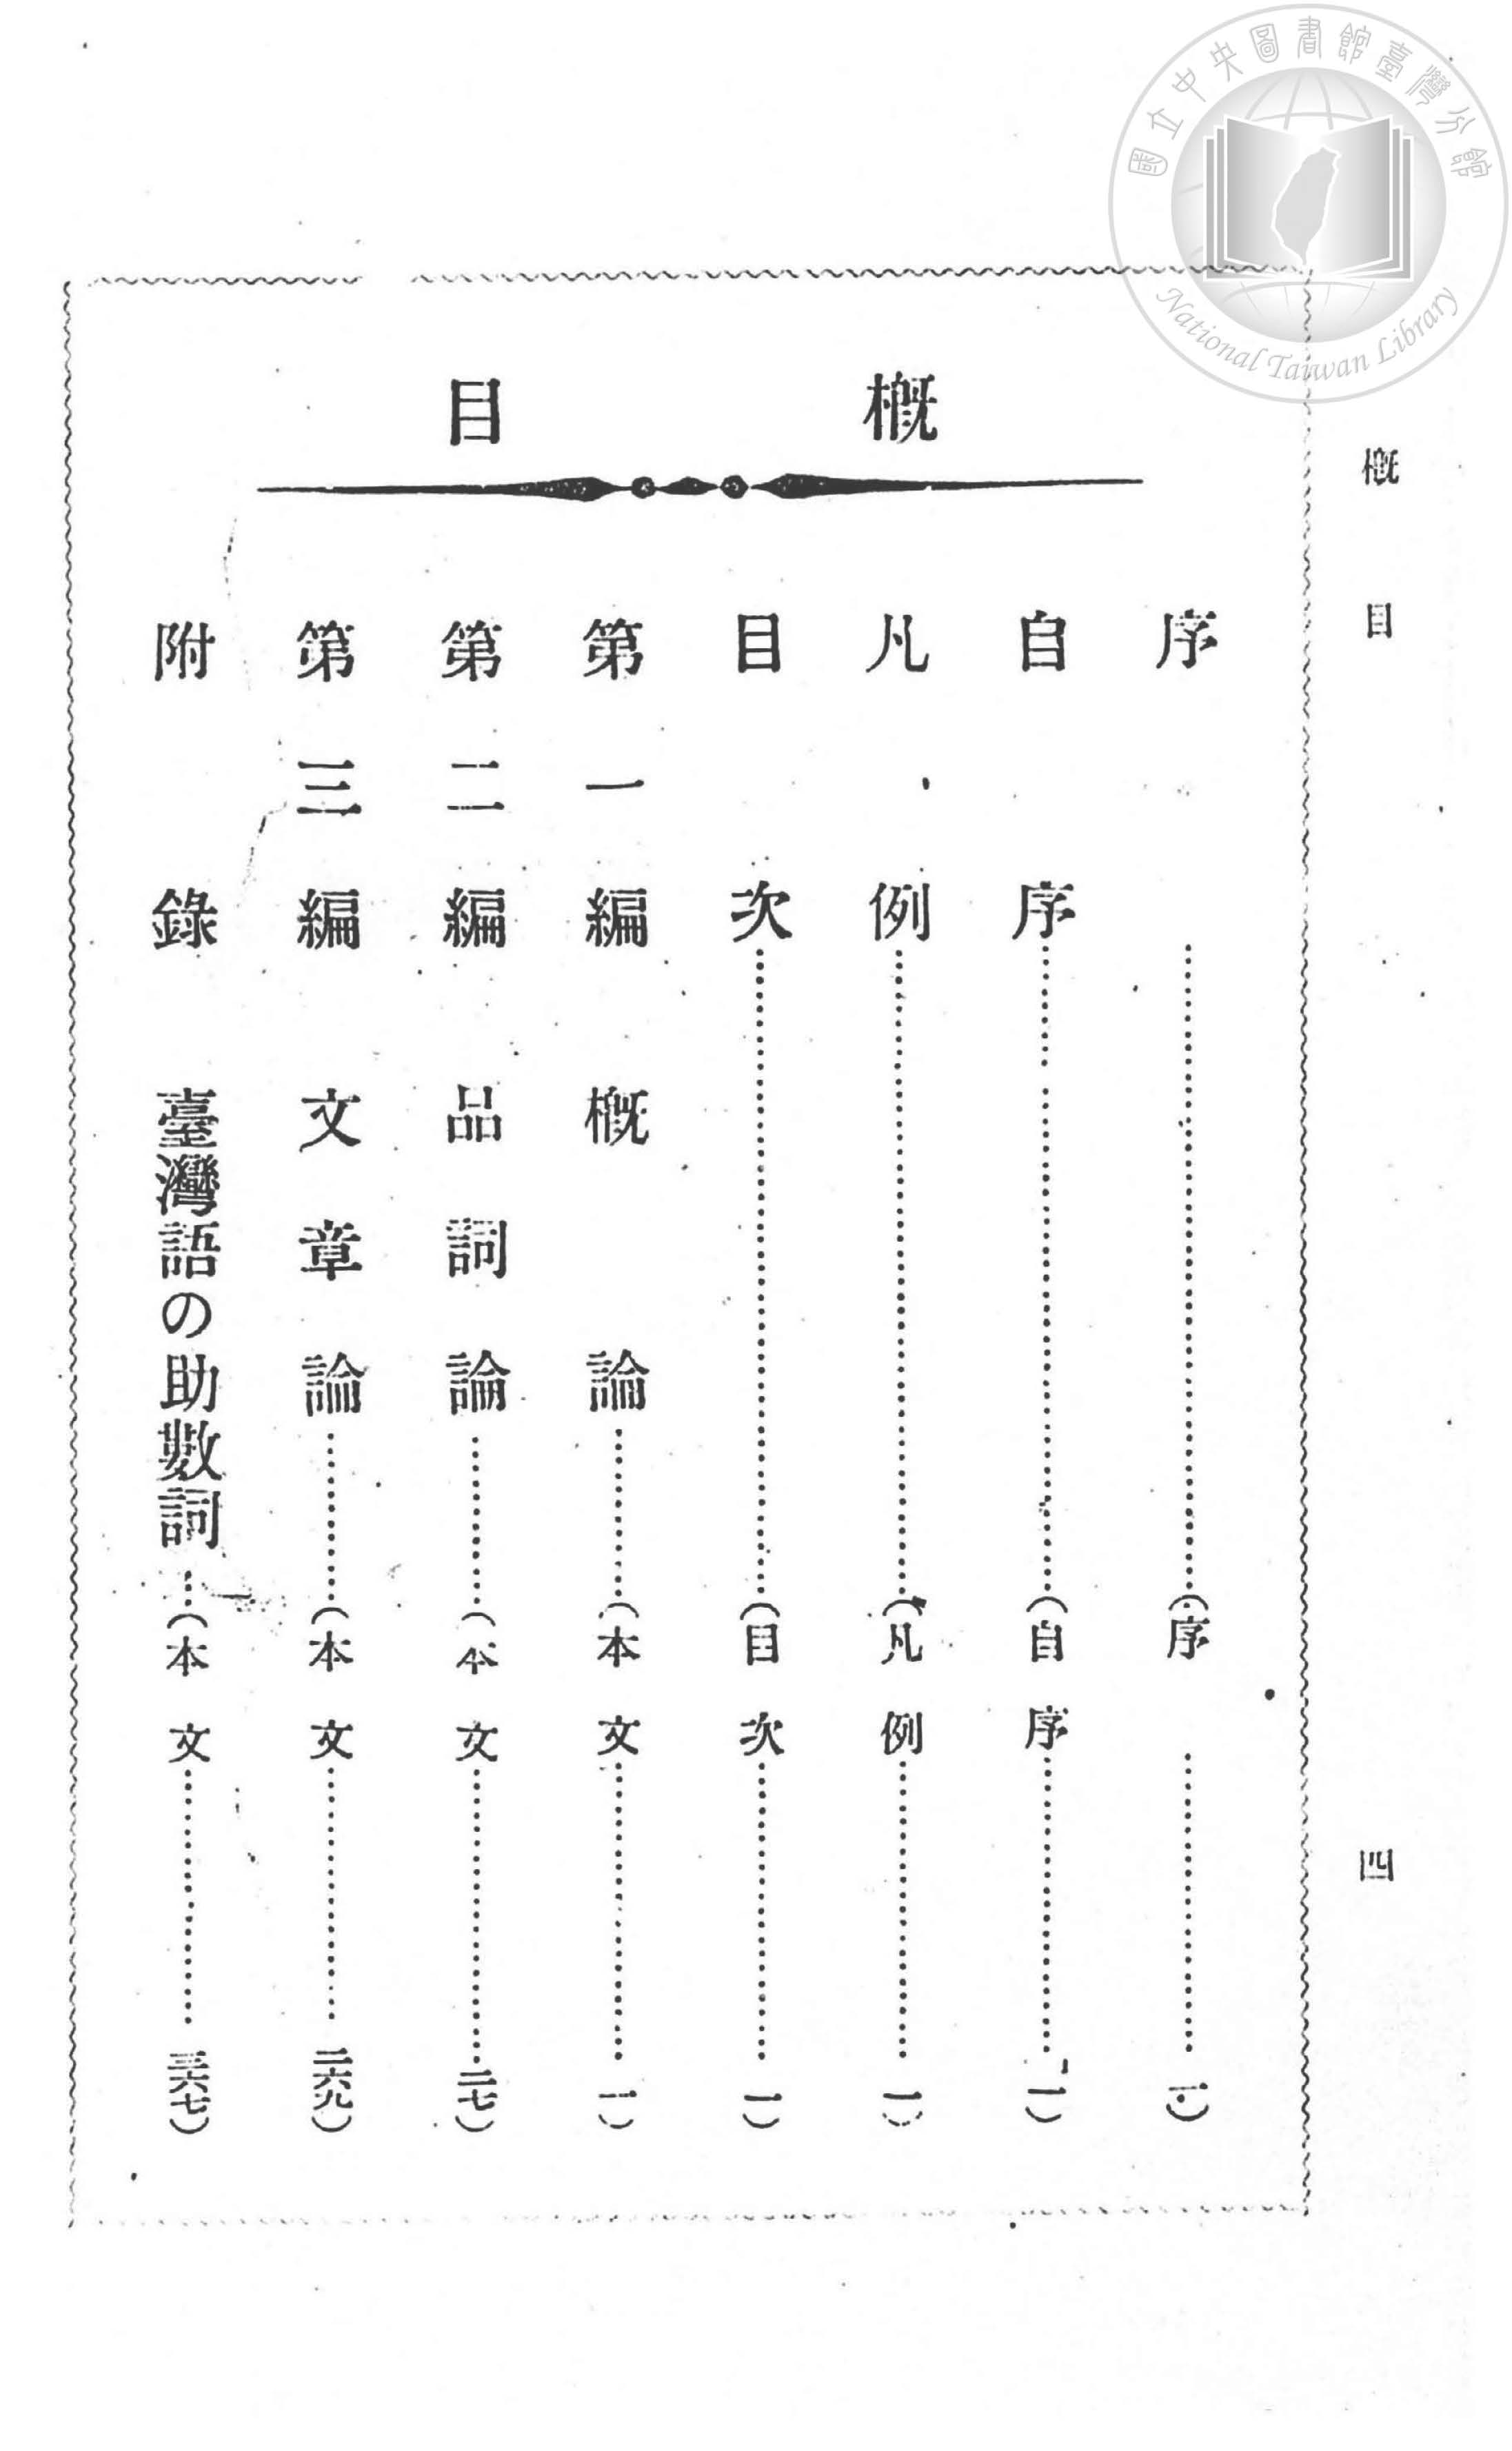 國立中央圖書館臺灣分館
National Taiwan Library
概目
四
概目
序……(序……一)
自序……(自序……一)
凡例……(凡例……一)
目次……(目次……一)
第一編 概論……(本文……一)
第二編 品詞論……(本文……二七)
第三編 文章論……(本文……二六九)
附錄 臺灣語の助數詞…(本文……三六七)